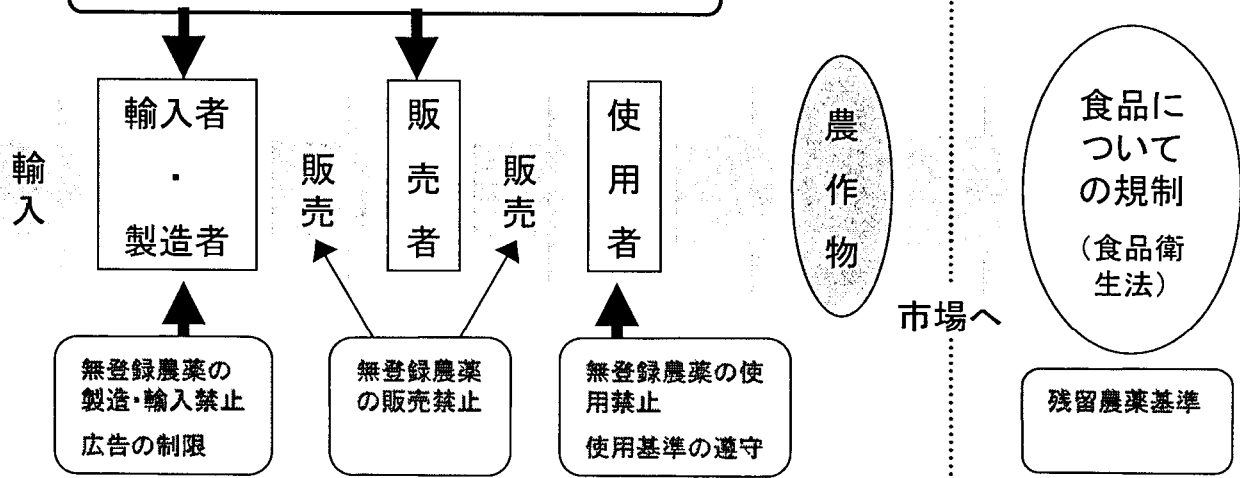 輸入
輸入者
・
製造者
販売
販売者
販売
使用者
農作物
市場へ
食品に
ついて
の規制
（食品衛
生法）
無登録農薬の
製造・輸入禁止
広告の制限
無登録農薬
の販売禁止
無登録農薬の使
用禁止
使用基準の遵守
残留農薬基準